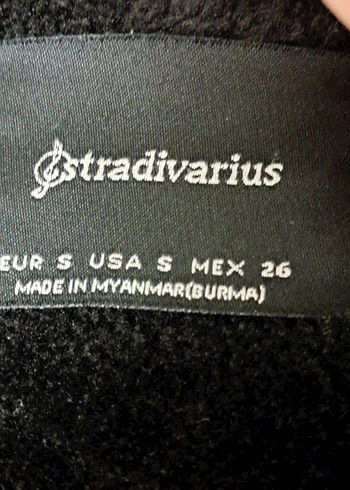 stradivarius
EUR S USA S MEX 26
MADE IN MYANMAR(BURMA)